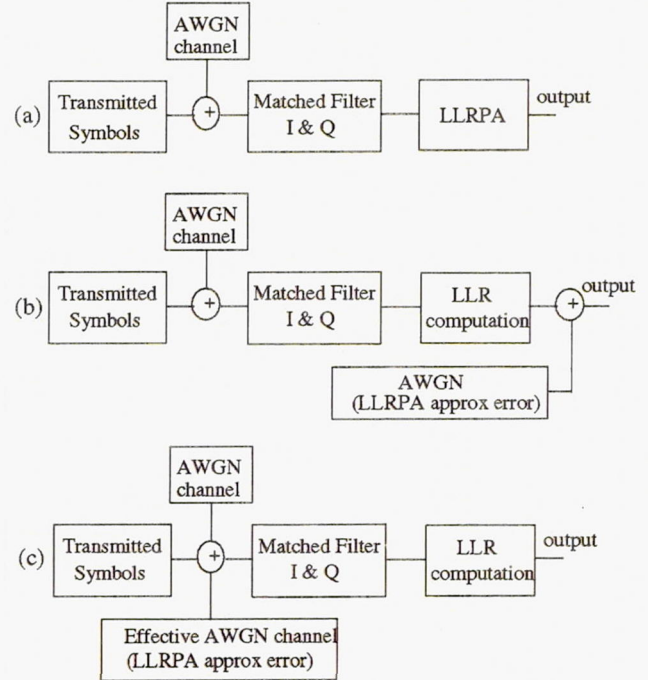 AWGN
channel
(a)
Transmitted
Symbols
+
Matched Filter
I & Q
LLRPA
output
AWGN
channel
(b)
Transmitted
Symbols
+
Matched Filter
I & Q
LLR
computation
+
output
AWGN
(LLRPA approx error)
AWGN
channel
(c)
Transmitted
Symbols
+
Matched Filter
I & Q
LLR
computation
output
Effective AWGN channel
(LLRPA approx error)